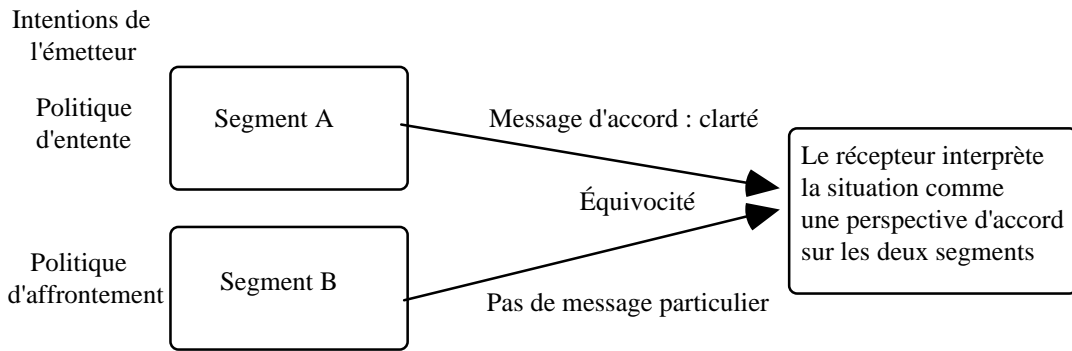 Intentions de
l'émetteur
Politique
d'entente
Segment A
Message d'accord : clarté
Le récepteur interprète
la situation comme
une perspective d'accord
sur les deux segments
Équivocité
Politique
d'affrontement
Segment B
Pas de message particulier